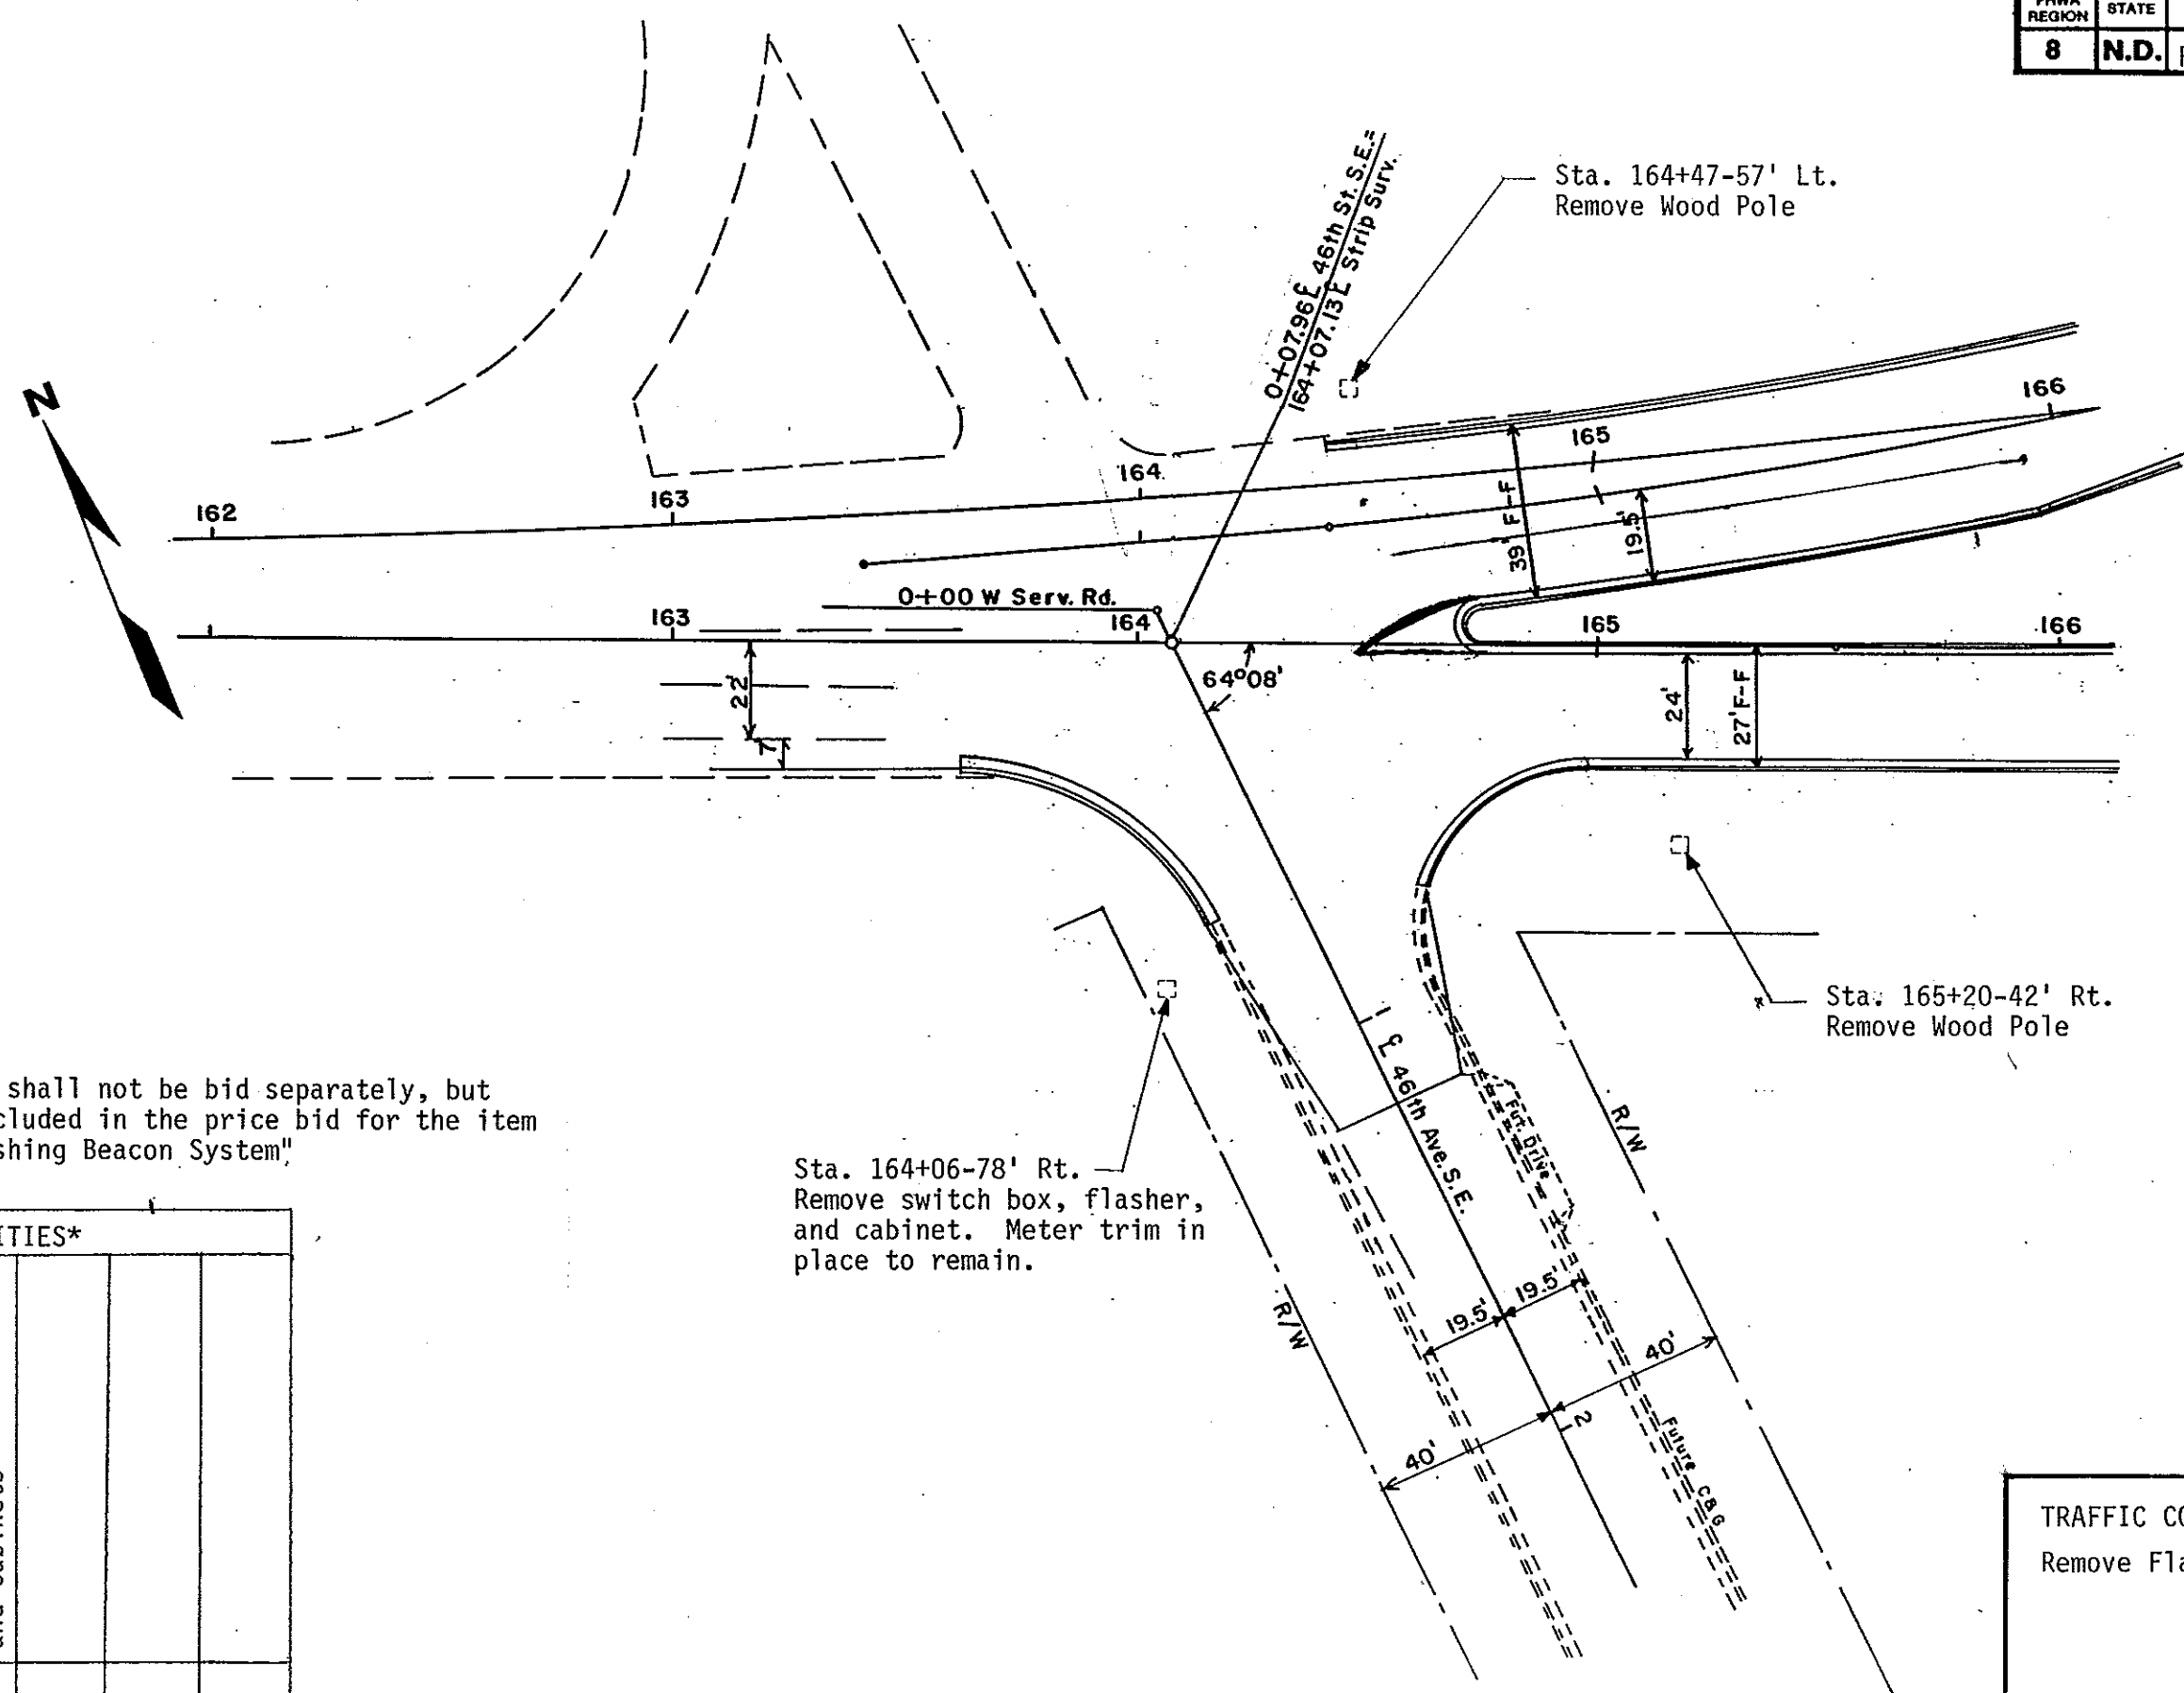 REGION STATE
8 N.D.
Sta. 164+47-57' Lt.
Remove Wood Pole
0+07.96 ℄ 46th St. S.E.=
164+07.13 ℄ Strip Surv.
N
162
163
164
165
166
39' F-F
19.5'
0+00 W Serv. Rd.
163
164
165
166
64°08'
22'
7'
24'
27' F-F
Sta. 165+20-42' Rt.
Remove Wood Pole
1
℄ 46th Ave. S.E.
Fut. Drive
R/W
shall not be bid separately, but
cluded in the price bid for the item
shing Beacon System"
ITIES*
Sta. 164+06-78' Rt.
Remove switch box, flasher,
and cabinet. Meter trim in
place to remain.
R/W
19.5'
19.5'
40'
40'
2
Future C&G
TRAFFIC CO
Remove Fla